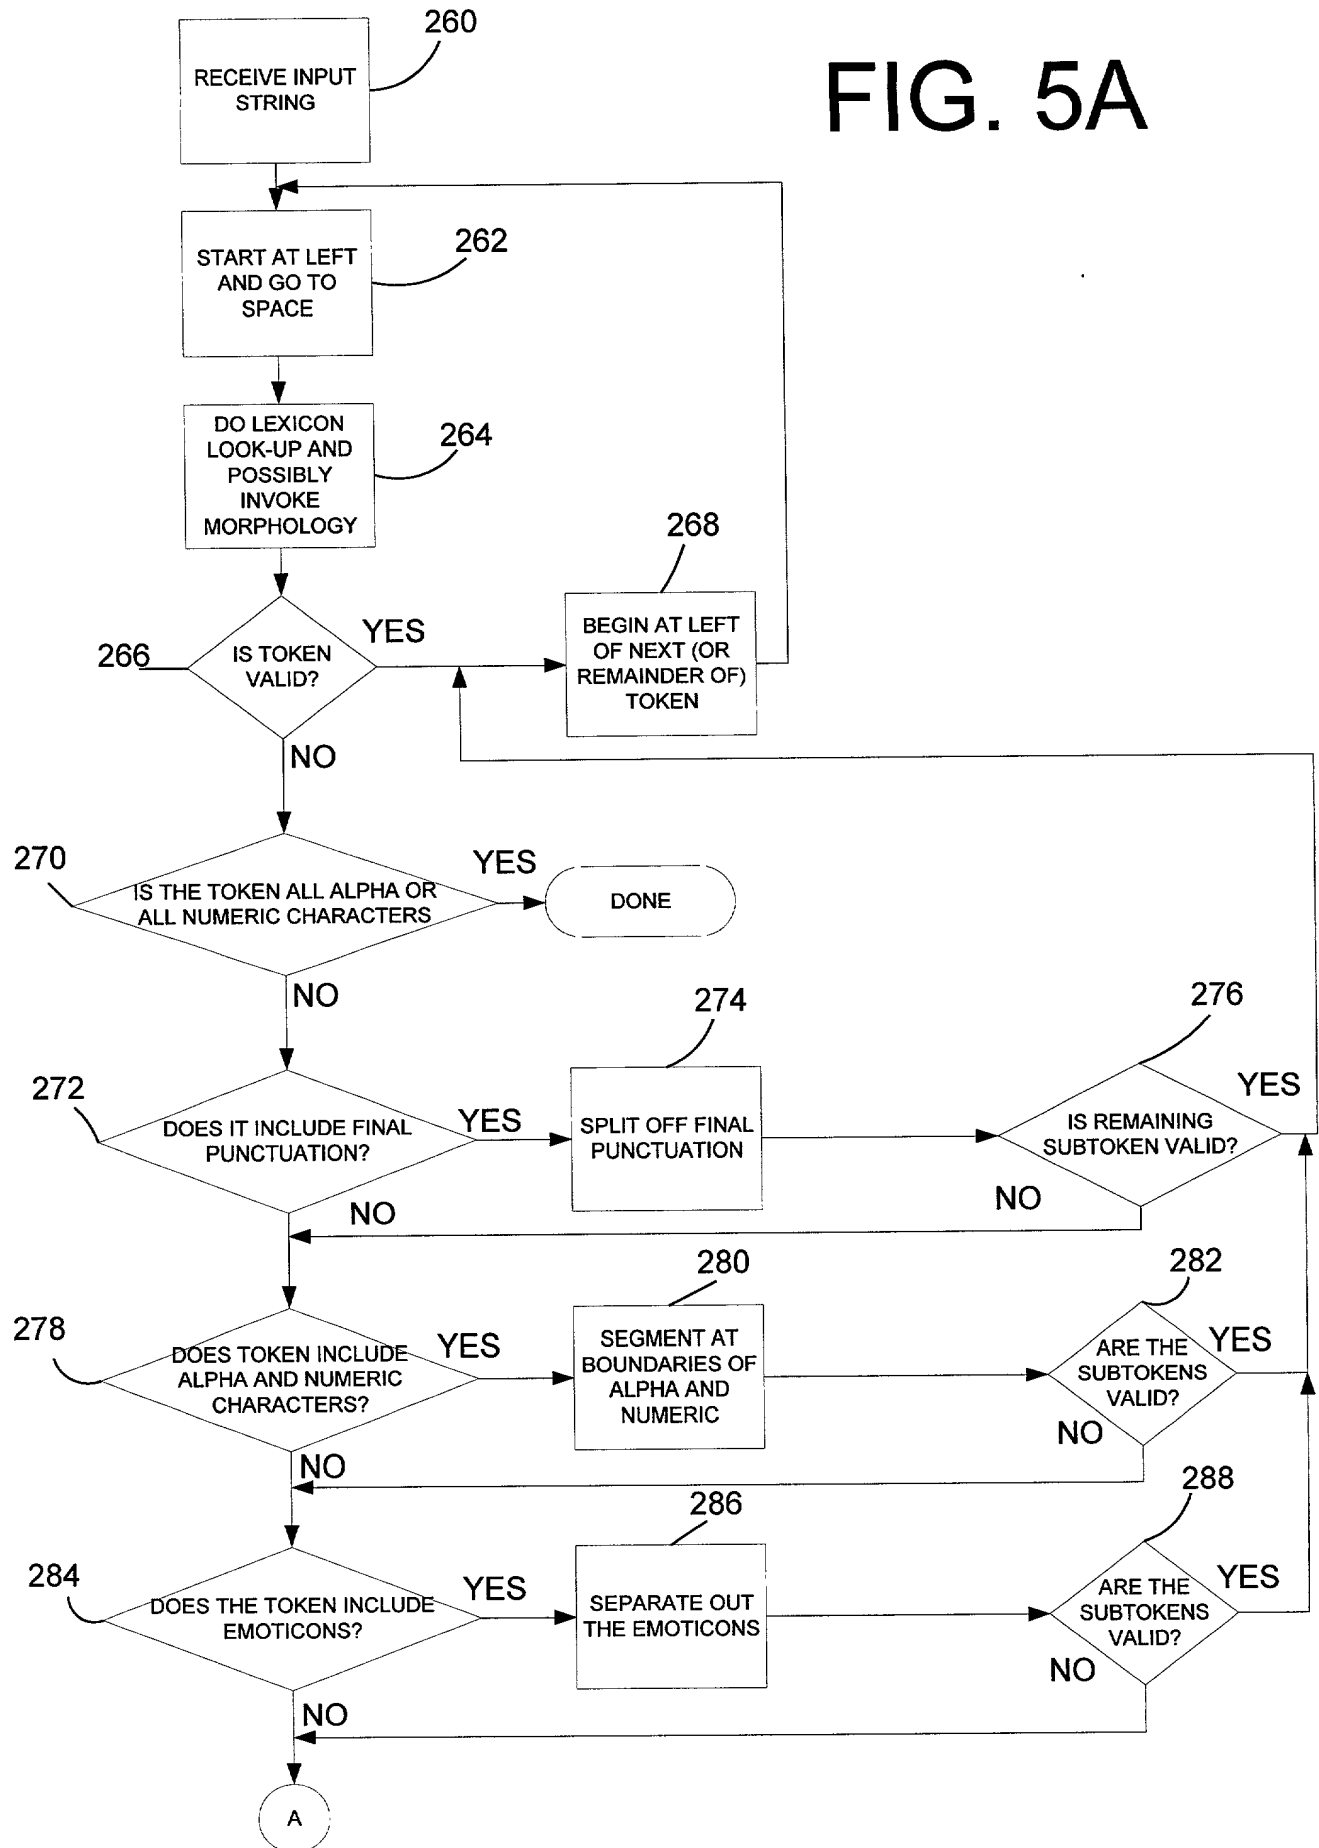 260
FIG. 5A
RECEIVE INPUT
STRING
262
START AT LEFT
AND GO TO
SPACE
264
DO LEXICON
LOOK-UP AND
POSSIBLY
INVOKE
MORPHOLOGY
268
266
IS TOKEN
VALID?
YES
NO
BEGIN AT LEFT
OF NEXT (OR
REMAINDER OF)
TOKEN
270
IS THE TOKEN ALL ALPHA OR
ALL NUMERIC CHARACTERS
YES
NO
DONE
272
DOES IT INCLUDE FINAL
PUNCTUATION?
YES
NO
274
SPLIT OFF FINAL
PUNCTUATION
276
IS REMAINING
SUBTOKEN VALID?
YES
NO
278
DOES TOKEN INCLUDE
ALPHA AND NUMERIC
CHARACTERS?
YES
NO
280
SEGMENT AT
BOUNDARIES OF
ALPHA AND
NUMERIC
282
ARE THE
SUBTOKENS
VALID?
YES
NO
284
DOES THE TOKEN INCLUDE
EMOTICONS?
YES
NO
286
SEPARATE OUT
THE EMOTICONS
288
ARE THE
SUBTOKENS
VALID?
YES
NO
A